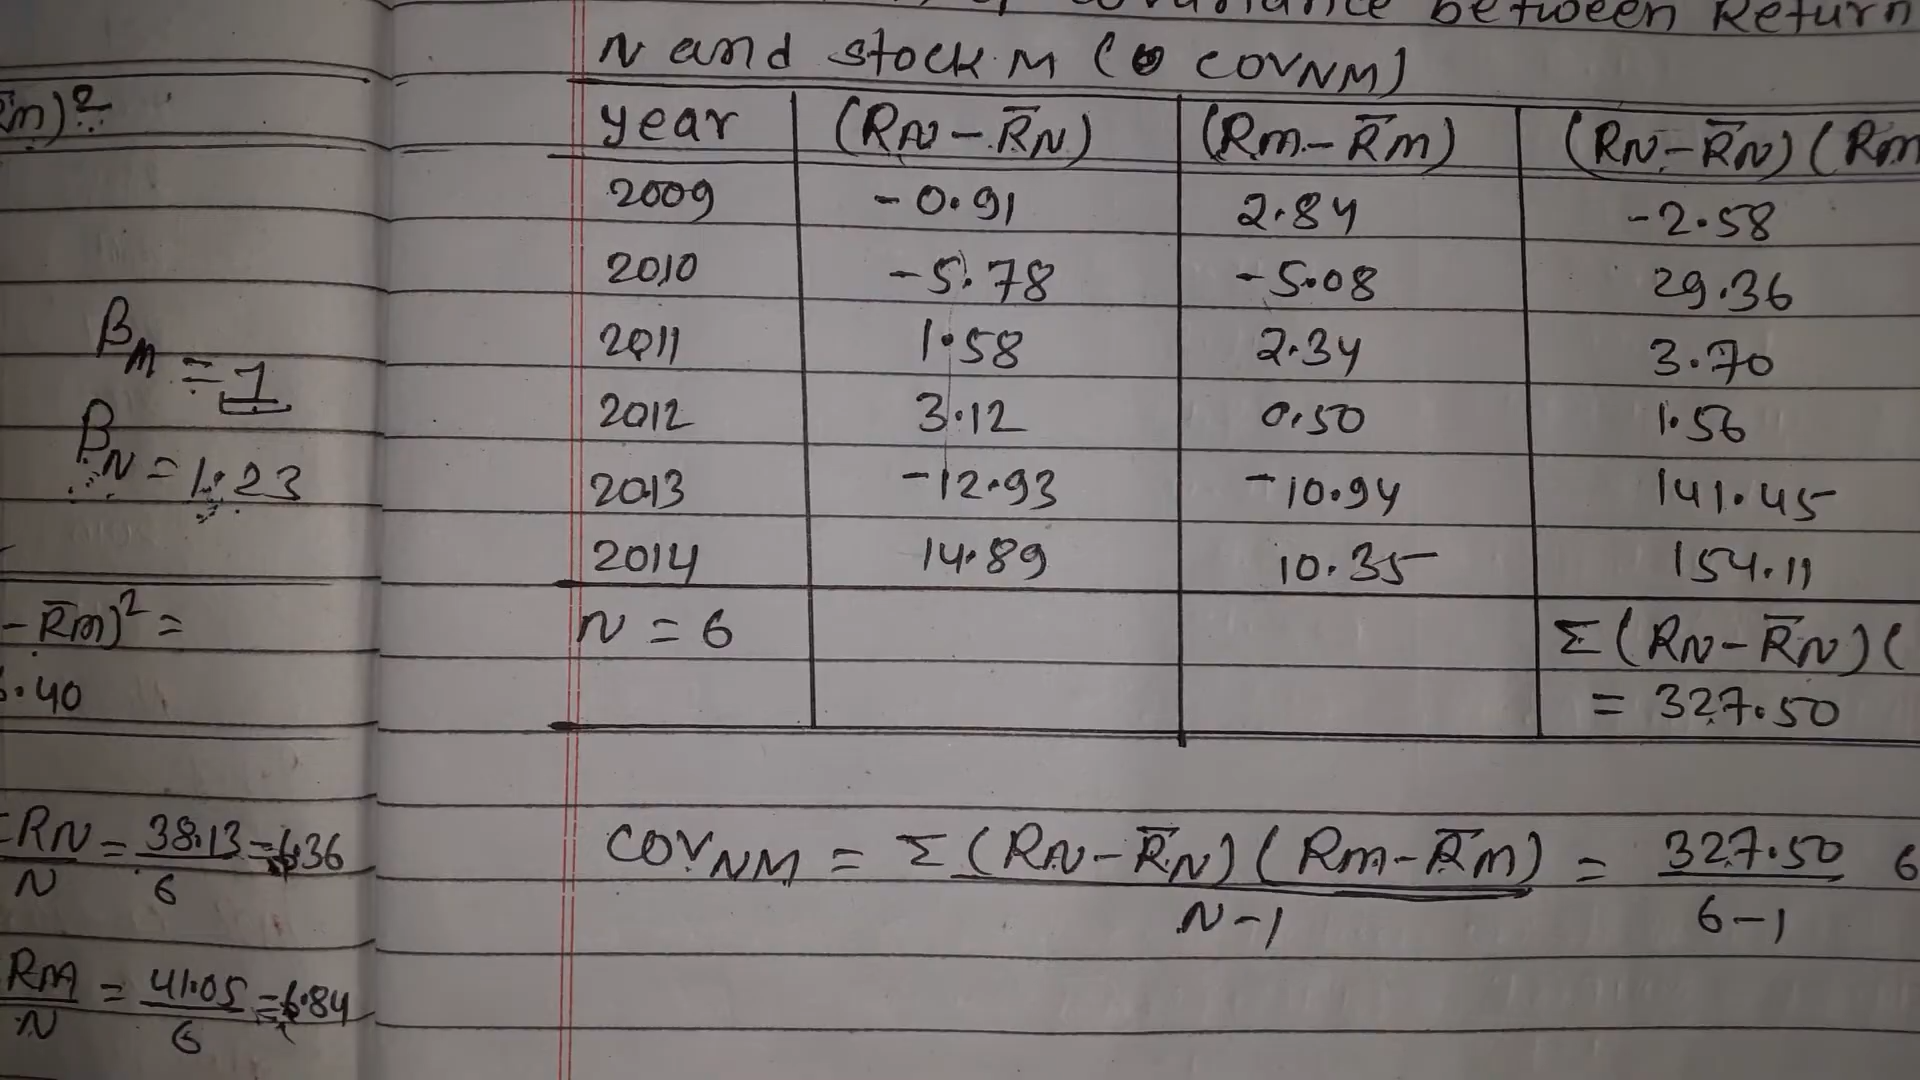 between Return
N and stock M ( COVNM)
m)²
year (RN - R̅N) (Rm - R̅m) (RN - R̅N) (Rm
2009 -0.91 2.84 -2.58
2010 -5.78 -5.08 29.36
2011 1.58 2.34 3.70
2012 3.12 0.50 1.56
2013 -12.93 -10.94 141.45
2014 14.89 10.35 154.11
N = 6 Σ (RN - R̅N) (
= 327.50
COVNM = Σ (RN - R̅N) (Rm - R̅m) = 327.50 6
N-1 6-1
βM = 1
βN = 1.23
- R̅m)² =
.40
RN = 38.13 = 6.36
N 6
RM = 41.05 = 6.84
N 6